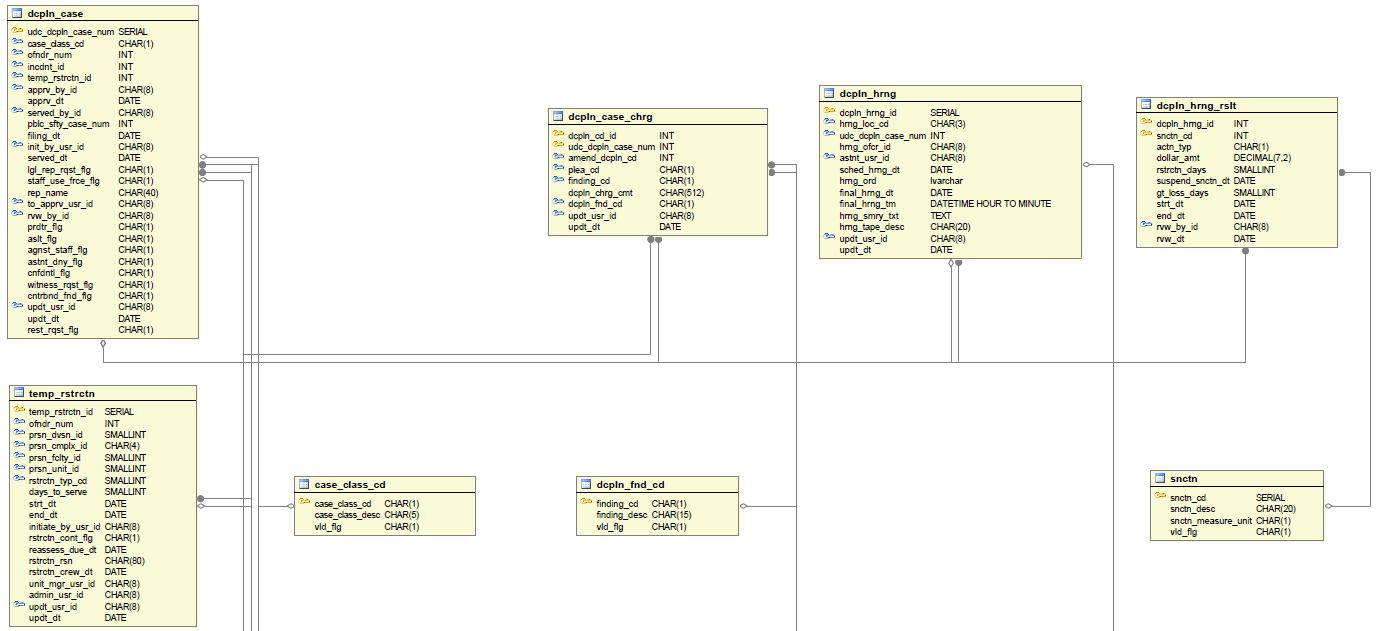 dcpln_case
udc_dcpln_case_num SERIAL
case_class_cd CHAR(1)
ofndr_num INT
incdnt_id INT
temp_rstrctn_id INT
apprv_by_id CHAR(8)
apprv_dt DATE
served_by_id CHAR(8)
pblc_sfty_case_num INT
filing_dt DATE
init_by_usr_id CHAR(8)
served_dt DATE
lgl_rep_rqst_flg CHAR(1)
staff_use_frce_flg CHAR(1)
rep_name CHAR(40)
to_apprv_usr_id CHAR(8)
rvw_by_id CHAR(8)
prdtr_flg CHAR(1)
aslt_flg CHAR(1)
agnst_staff_flg CHAR(1)
astnt_dny_flg CHAR(1)
cnfdntl_flg CHAR(1)
witness_rqst_flg CHAR(1)
cntrbnd_fnd_flg CHAR(1)
updt_usr_id CHAR(8)
updt_dt DATE
rest_rqst_flg CHAR(1)
dcpln_case_chrg
dcpln_cd_id INT
udc_dcpln_case_num INT
amend_dcpln_cd INT
plea_cd CHAR(1)
finding_cd CHAR(1)
dcpln_chrg_cmt CHAR(512)
dcpln_fnd_cd CHAR(1)
updt_usr_id CHAR(8)
updt_dt DATE
dcpln_hrng
dcpln_hrng_id SERIAL
hrng_loc_cd CHAR(3)
udc_dcpln_case_num INT
hrng_ofcr_id CHAR(8)
astnt_usr_id CHAR(8)
sched_hrng_dt DATE
hrng_ord lvarchar
final_hrng_dt DATE
final_hrng_tm DATETIME HOUR TO MINUTE
hrng_smry_txt TEXT
hrng_tape_desc CHAR(20)
updt_usr_id CHAR(8)
updt_dt DATE
dcpln_hrng_rslt
dcpln_hrng_id INT
snctn_cd INT
actn_typ CHAR(1)
dollar_amt DECIMAL(7,2)
rstrctn_days SMALLINT
suspend_snctn_dt DATE
gt_loss_days SMALLINT
strt_dt DATE
end_dt DATE
rvw_by_id CHAR(8)
rvw_dt DATE
temp_rstrctn
temp_rstrctn_id SERIAL
ofndr_num INT
prsn_dvsn_id SMALLINT
prsn_cmplx_id CHAR(4)
prsn_fclty_id SMALLINT
prsn_unit_id SMALLINT
rstrctn_typ_cd SMALLINT
days_to_serve SMALLINT
strt_dt DATE
end_dt DATE
initiate_by_usr_id CHAR(8)
rstrctn_cont_flg CHAR(1)
reassess_due_dt DATE
rstrctn_rsn CHAR(80)
rstrctn_crew_dt DATE
unit_mgr_usr_id CHAR(8)
admin_usr_id CHAR(8)
updt_usr_id CHAR(8)
updt_dt DATE
case_class_cd
case_class_cd CHAR(1)
case_class_desc CHAR(5)
vld_flg CHAR(1)
dcpln_fnd_cd
finding_cd CHAR(1)
finding_desc CHAR(15)
vld_flg CHAR(1)
snctn
snctn_cd SERIAL
snctn_desc CHAR(20)
snctn_measure_unit CHAR(1)
vld_flg CHAR(1)